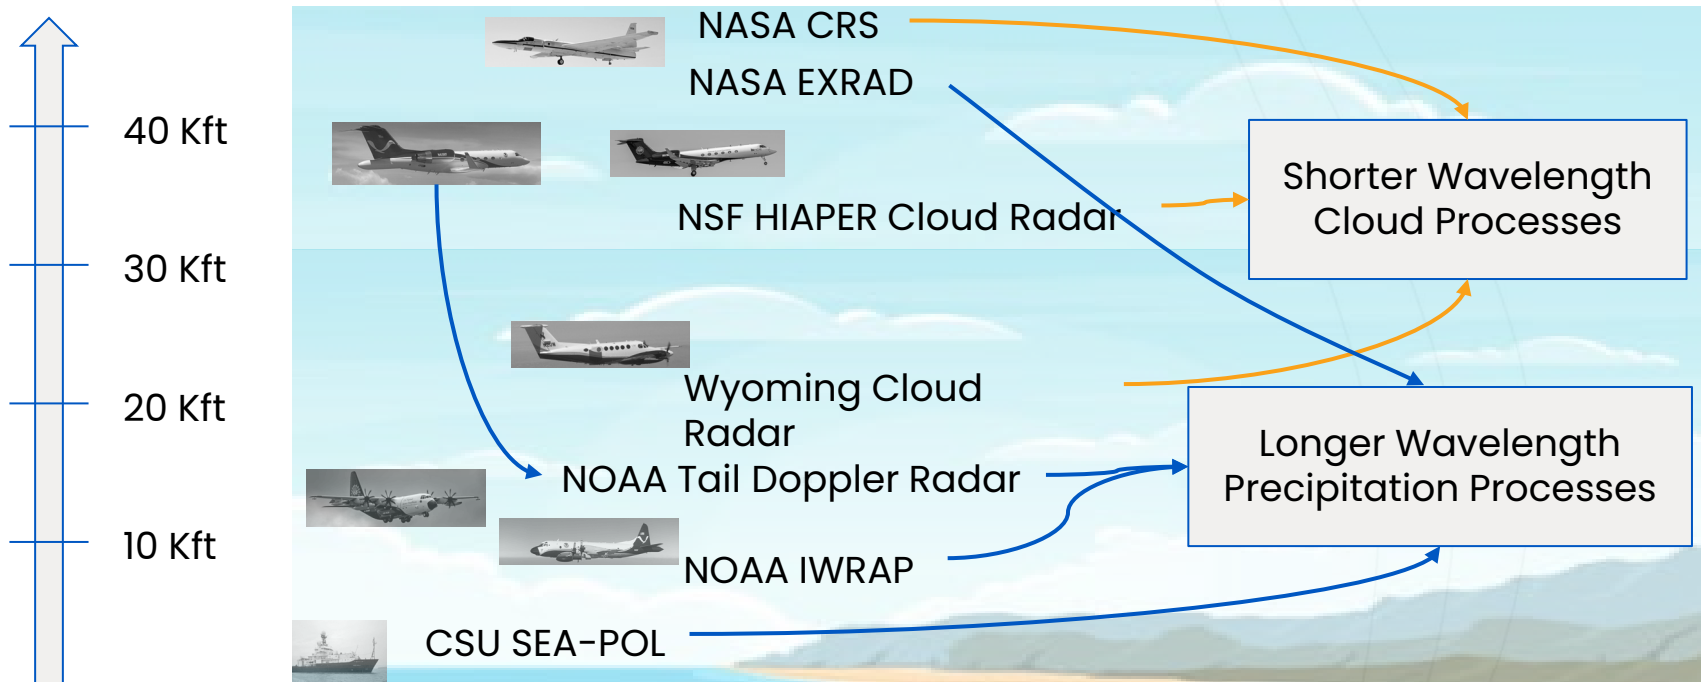 NASA CRS
NASA EXRAD
40 Kft
Shorter Wavelength
Cloud Processes
NSF HIAPER Cloud Radar
30 Kft
Wyoming Cloud
Radar
20 Kft
Longer Wavelength
Precipitation Processes
NOAA Tail Doppler Radar
10 Kft
NOAA IWRAP
CSU SEA-POL